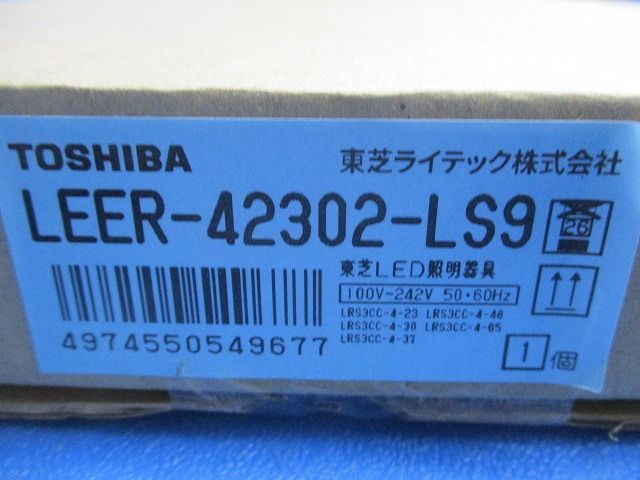 TOSHIBA 東芝ライテック株式会社
LEER-42302-LS9
26
東芝LED照明器具
100V-242V 50・60Hz
LRS3CC-4-23 LRS3CC-4-48
LRS3CC-4-30 LRS3CC-4-65
LRS3CC-4-37
4974550549677
1個